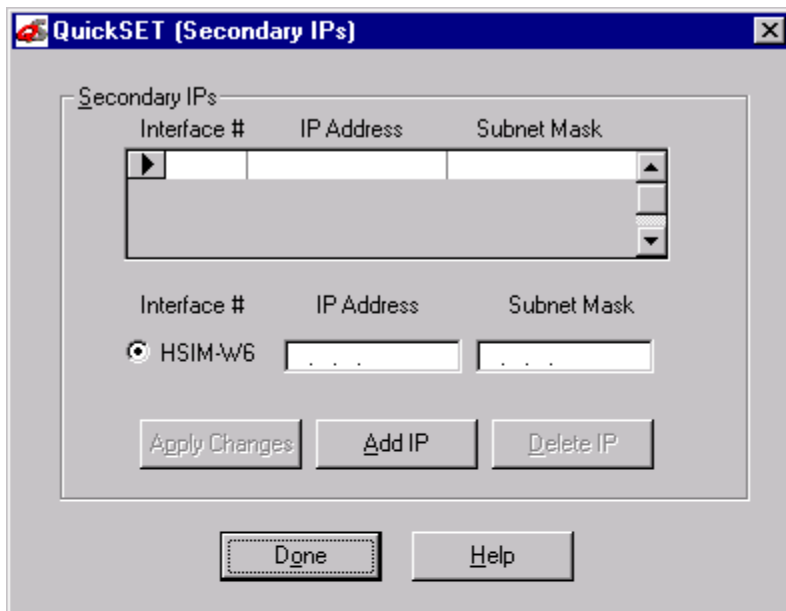 QuickSET (Secondary IPs)
Secondary IPs
Interface # IP Address Subnet Mask
Interface # IP Address Subnet Mask
HSIM-W6 . . . . . .
Apply Changes Add IP Delete IP
Done Help